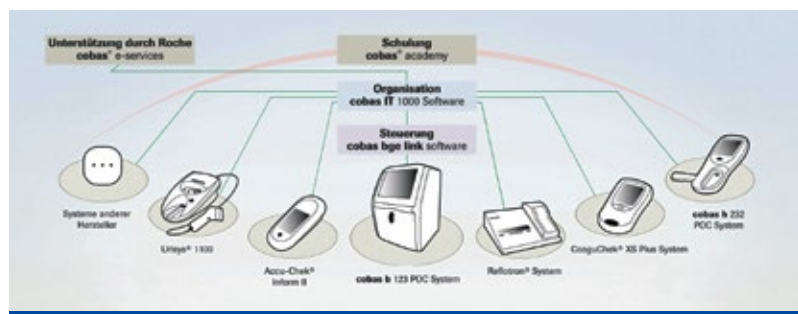 Unterstützung durch Roche
cobas® e-services
Schulung
cobas® academy
Organisation
cobas IT 1000 Software
Steuerung
cobas bge link software
Systeme anderer
Hersteller
Urisys® 1100
Accu-Chek®
Inform II
cobas b 123 POC System
Reflotron® System
CoaguChek® XS Plus System
cobas b 232
POC System